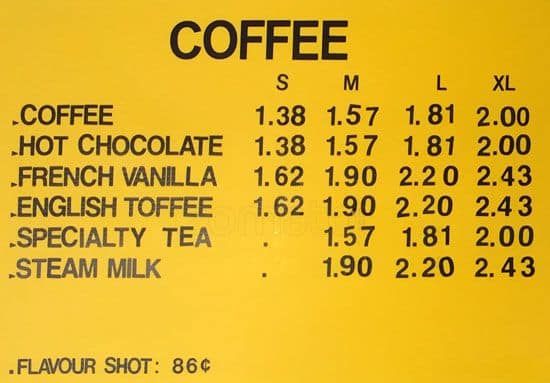 COFFEE
S M L XL
.COFFEE 1.38 1.57 1.81 2.00
.HOT CHOCOLATE 1.38 1.57 1.81 2.00
.FRENCH VANILLA 1.62 1.90 2.20 2.43
.ENGLISH TOFFEE 1.62 1.90 2.20 2.43
.SPECIALTY TEA . 1.57 1.81 2.00
.STEAM MILK . 1.90 2.20 2.43
.FLAVOUR SHOT: 86¢